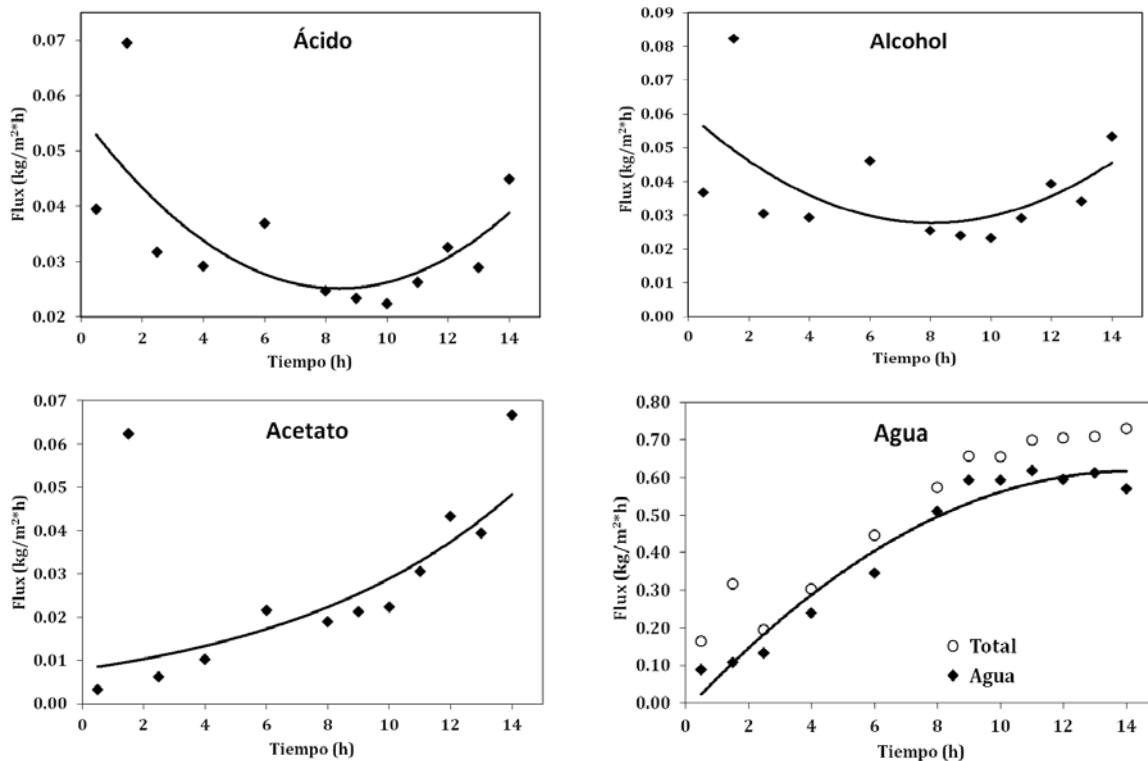 Ácido
Flux (kg/m²*h)
0.07
0.06
0.05
0.04
0.03
0.02
0 2 4 6 8 10 12 14
Tiempo (h)
Alcohol
Flux (kg/m²*h)
0.09
0.08
0.07
0.06
0.05
0.04
0.03
0.02
0.01
0.00
0 2 4 6 8 10 12 14
Tiempo (h)
Acetato
Flux (kg/m²*h)
0.07
0.06
0.05
0.04
0.03
0.02
0.01
0.00
0 2 4 6 8 10 12 14
Tiempo (h)
Agua
Flux (kg/m²*h)
0.80
0.70
0.60
0.50
0.40
0.30
0.20
0.10
0.00
Total
Agua
0 2 4 6 8 10 12 14
Tiempo (h)